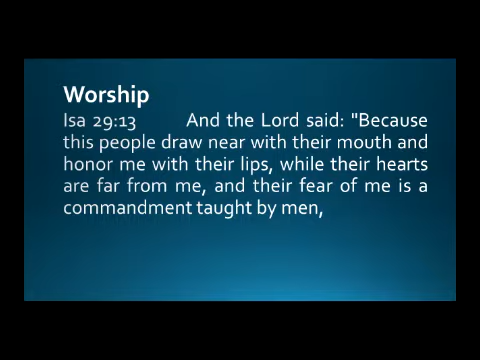 Worship
Isa 29:13 And the Lord said: "Because
this people draw near with their mouth and
honor me with their lips, while their hearts
are far from me, and their fear of me is a
commandment taught by men,